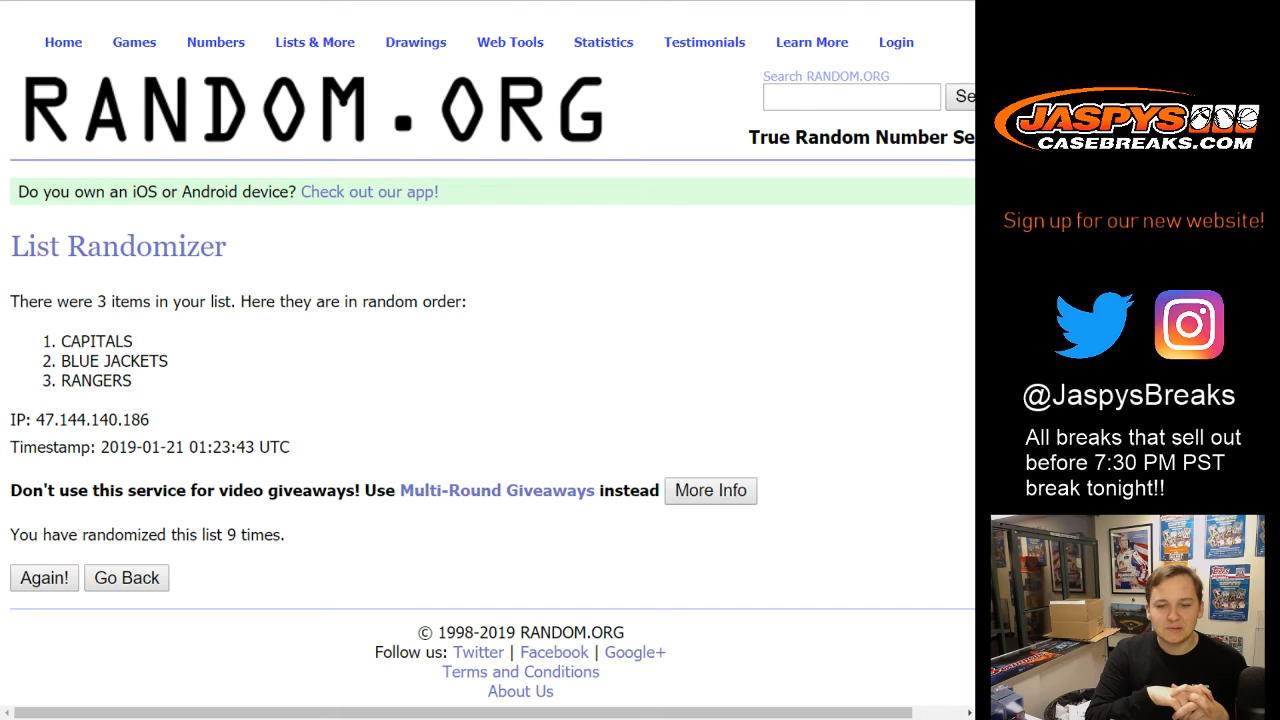 Home Games Numbers Lists & More Drawings Web Tools Statistics Testimonials Learn More Login
RANDOM.ORG
Search RANDOM.ORG
Se
True Random Number Se
Do you own an iOS or Android device? Check out our app!
List Randomizer
There were 3 items in your list. Here they are in random order:
1. CAPITALS
2. BLUE JACKETS
3. RANGERS
IP: 47.144.140.186
Timestamp: 2019-01-21 01:23:43 UTC
Don't use this service for video giveaways! Use Multi-Round Giveaways instead More Info
You have randomized this list 9 times.
Again! Go Back
© 1998-2019 RANDOM.ORG
Follow us: Twitter | Facebook | Google+
Terms and Conditions
About Us
JASPYS
CASEBREAKS.COM
Sign up for our new website!
@JaspysBreaks
All breaks that sell out
before 7:30 PM PST
break tonight!!